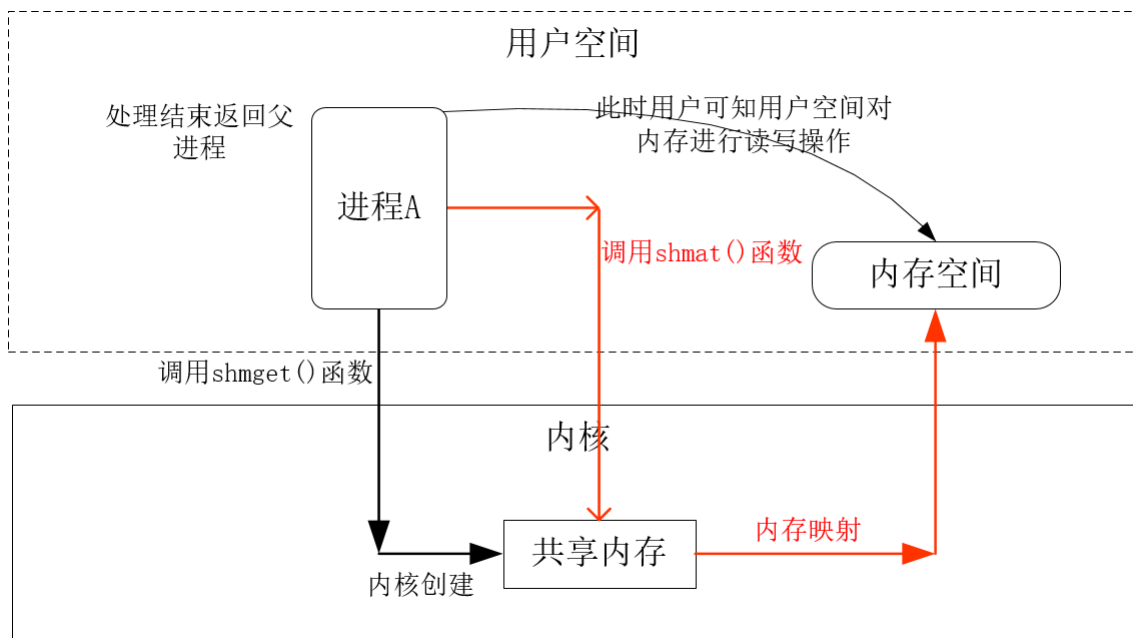 用户空间
处理结束返回父
进程
此时用户可知用户空间对
内存进行读写操作
进程A
调用shmat()函数
内存空间
调用shmget()函数
内核
共享内存
内存映射
内核创建